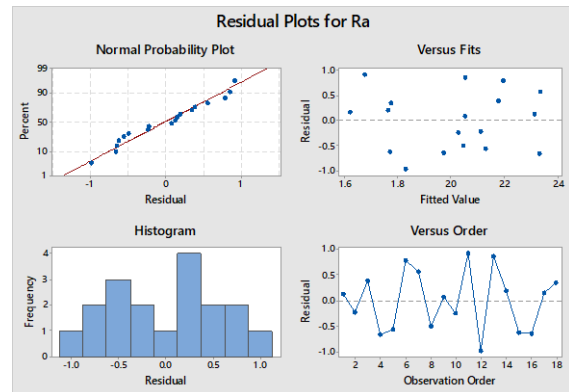 Residual Plots for Ra
Normal Probability Plot
99
90
50
10
1
Percent
-1 0 1
Residual
Versus Fits
1.0
0.5
0.0
-0.5
-1.0
Residual
1.6 1.8 20 22 2.4
Fitted Value
Histogram
4
3
2
1
0
Frequency
-1.0 -0.5 0.0 0.5 1.0
Residual
Versus Order
1.0
0.5
0.0
-0.5
-1.0
Residual
2 4 6 8 10 12 14 16 18
Observation Order